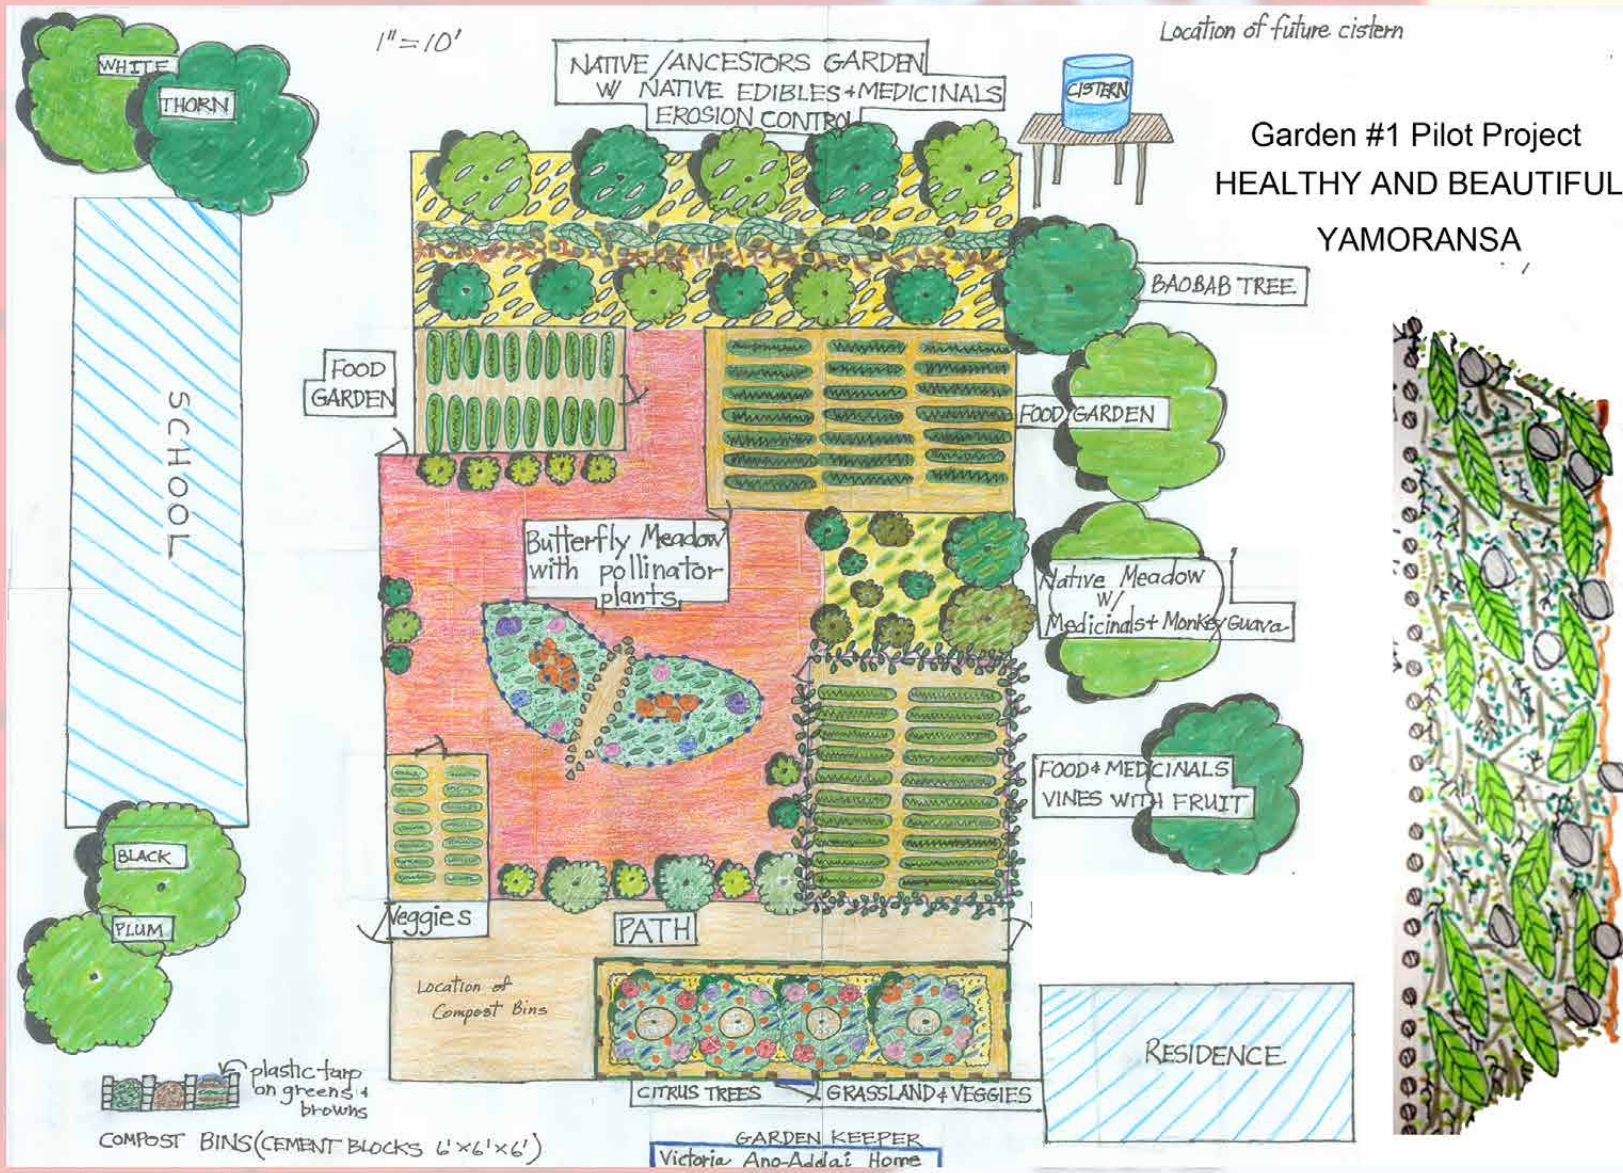 1"=10'
Location of future cistern
NATIVE/ANCESTORS GARDEN
W/ NATIVE EDIBLES+MEDICINALS
EROSION CONTROL
CISTERN
Garden #1 Pilot Project
HEALTHY AND BEAUTIFUL
YAMORANSA
WHITE
THORN
BAOBAB TREE
FOOD
GARDEN
FOOD GARDEN
SCHOOL
Butterfly Meadow
with pollinator
plants
Native Meadow
W/
Medicinals+ Monkey Guava
FOOD+ MEDICINALS
VINES WITH FRUIT
BLACK
PLUM
Veggies
PATH
Location of
Compost Bins
RESIDENCE
plastic tarp
on greens +
browns
CITRUS TREES
GRASSLAND+VEGGIES
COMPOST BINS(CEMENT BLOCKS 6'x6'x6')
GARDEN KEEPER
Victoria Ano-Addai Home